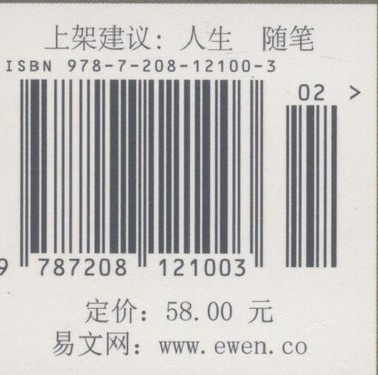 上架建议：人生 随笔
ISBN 978-7-208-12100-3
02 >
9 787208 121003
定价：58.00 元
易文网：www.ewen.co